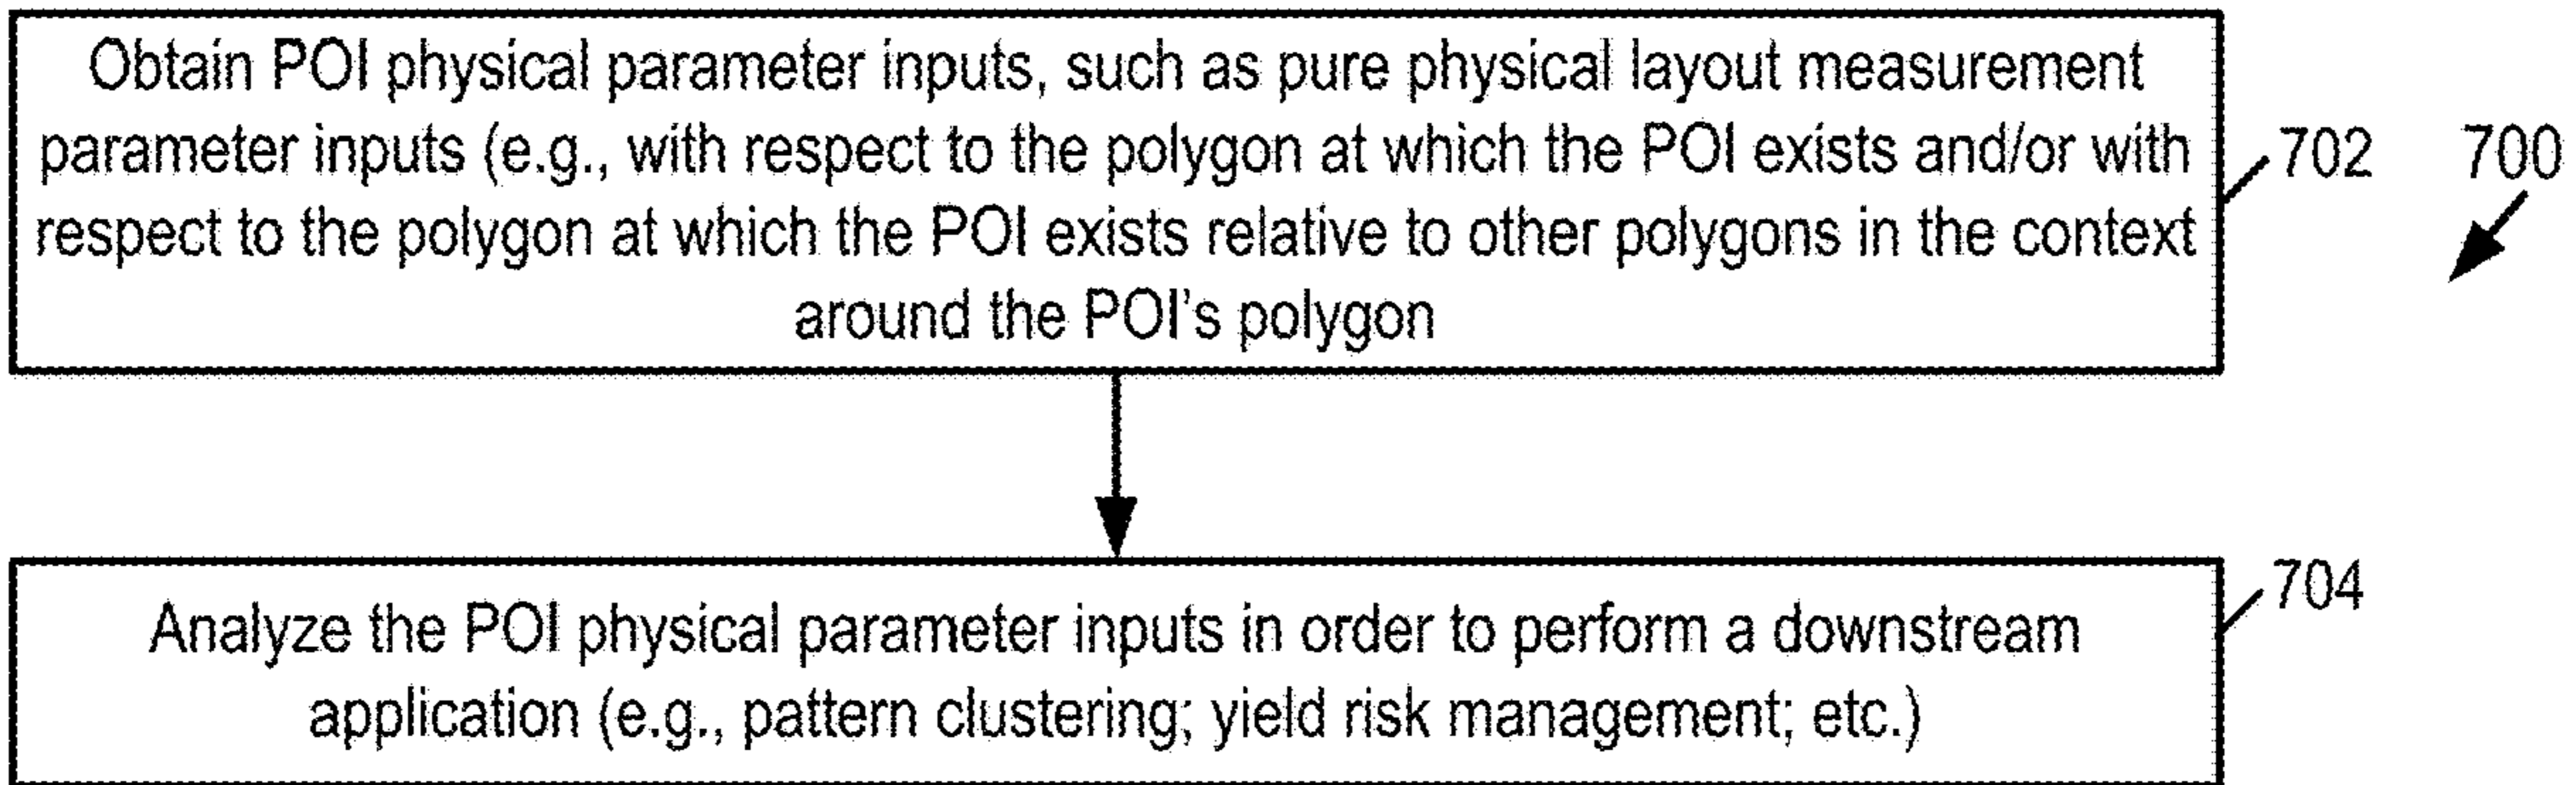 Obtain POI physical parameter inputs, such as pure physical layout measurement
parameter inputs (e.g., with respect to the polygon at which the POI exists and/or with
respect to the polygon at which the POI exists relative to other polygons in the context
around the POI's polygon
702
700
Analyze the POI physical parameter inputs in order to perform a downstream
application (e.g., pattern clustering; yield risk management; etc.)
704